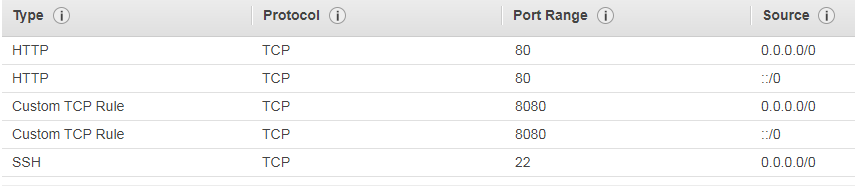 Type Protocol Port Range Source
HTTP TCP 80 0.0.0.0/0
HTTP TCP 80 ::/0
Custom TCP Rule TCP 8080 0.0.0.0/0
Custom TCP Rule TCP 8080 ::/0
SSH TCP 22 0.0.0.0/0